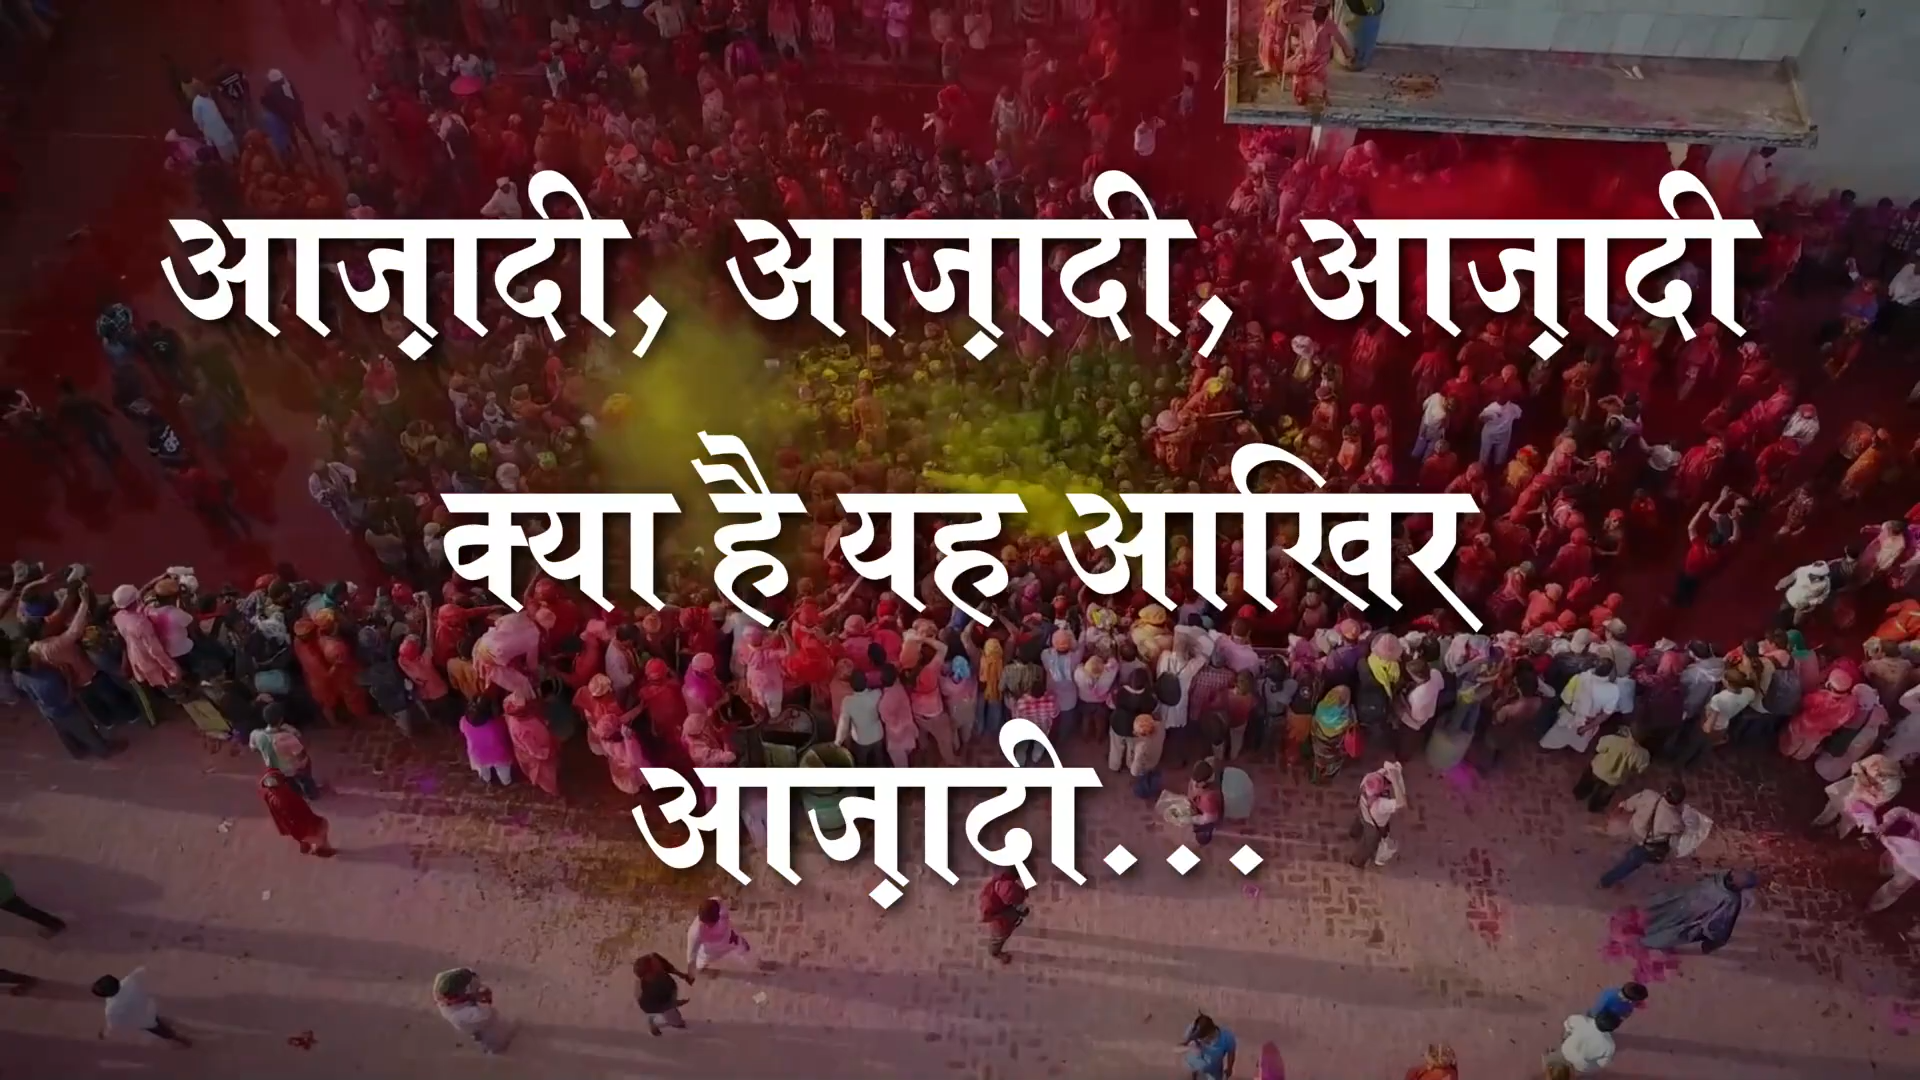 आज़ादी, आज़ादी, आज़ादी
क्या है यह आखिर
आज़ादी...